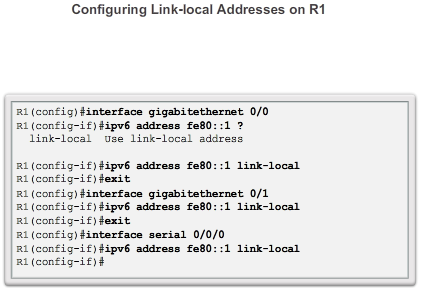 Configuring Link-local Addresses on R1
R1(config)#interface gigabitethernet 0/0
R1(config-if)#ipv6 address fe80::1 ?
link-local  Use link-local address
R1(config-if)#ipv6 address fe80::1 link-local
R1(config-if)#exit
R1(config)#interface gigabitethernet 0/1
R1(config-if)#ipv6 address fe80::1 link-local
R1(config-if)#exit
R1(config)#interface serial 0/0/0
R1(config-if)#ipv6 address fe80::1 link-local
R1(config-if)#